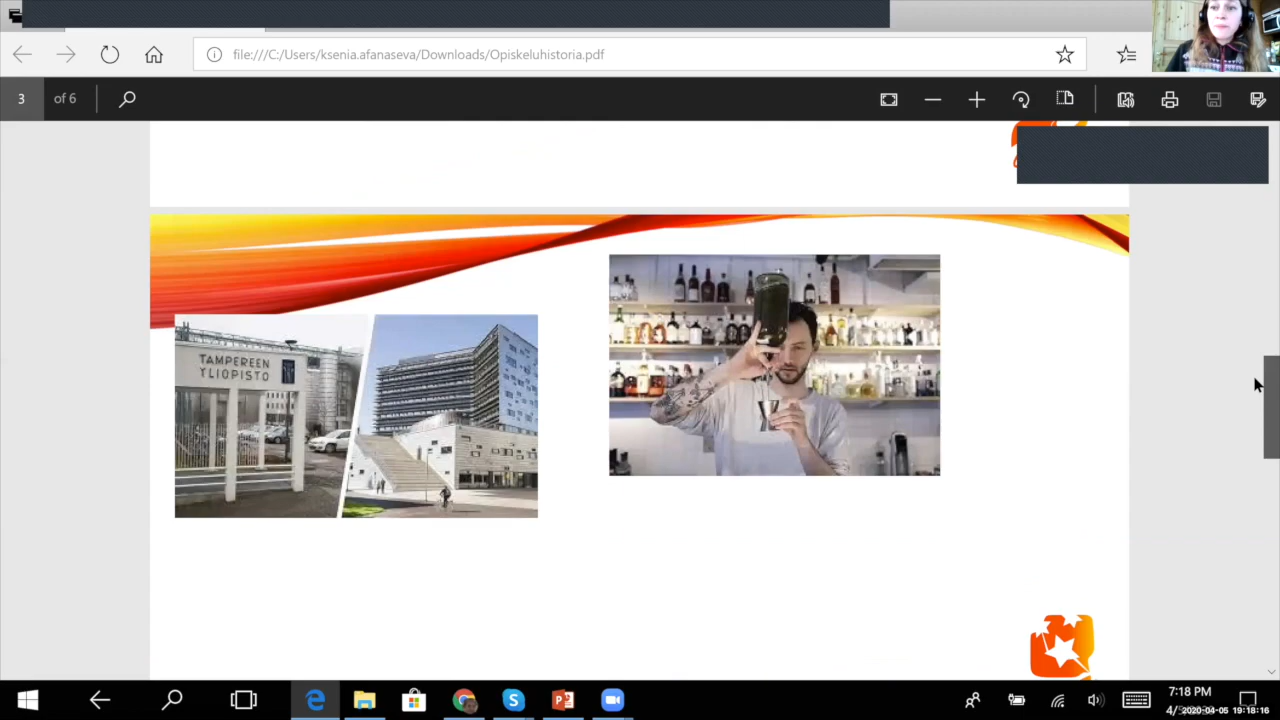 file:///C:/Users/ksenia.afanaseva/Downloads/Opiskeluhistoria.pdf
3
of 6
TAMPEREEN
YLIOPISTO
7:18 PM
2020-04-05 19:18:16